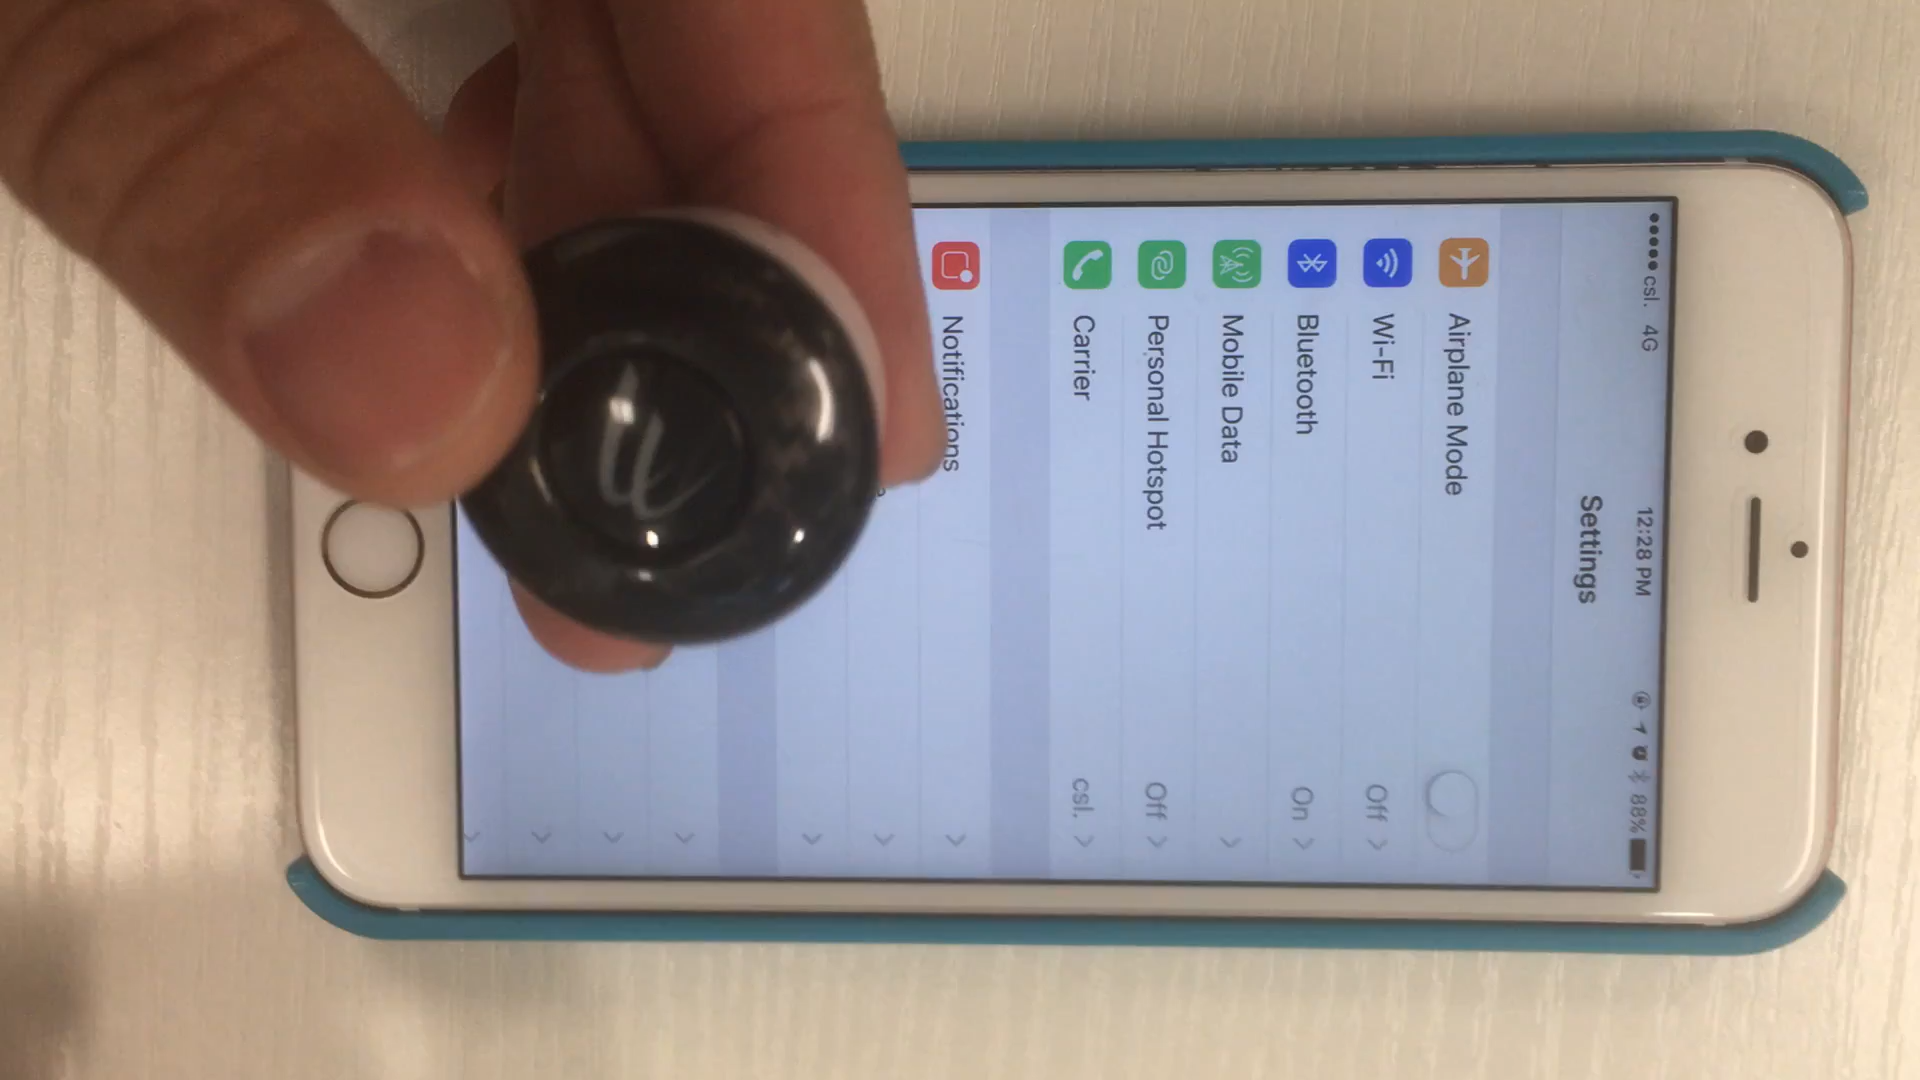 csl. 4G 12:28 PM 88%
Settings
Airplane Mode
Wi-Fi Off
Bluetooth On
Mobile Data
Personal Hotspot Off
Carrier csl.
Notifications